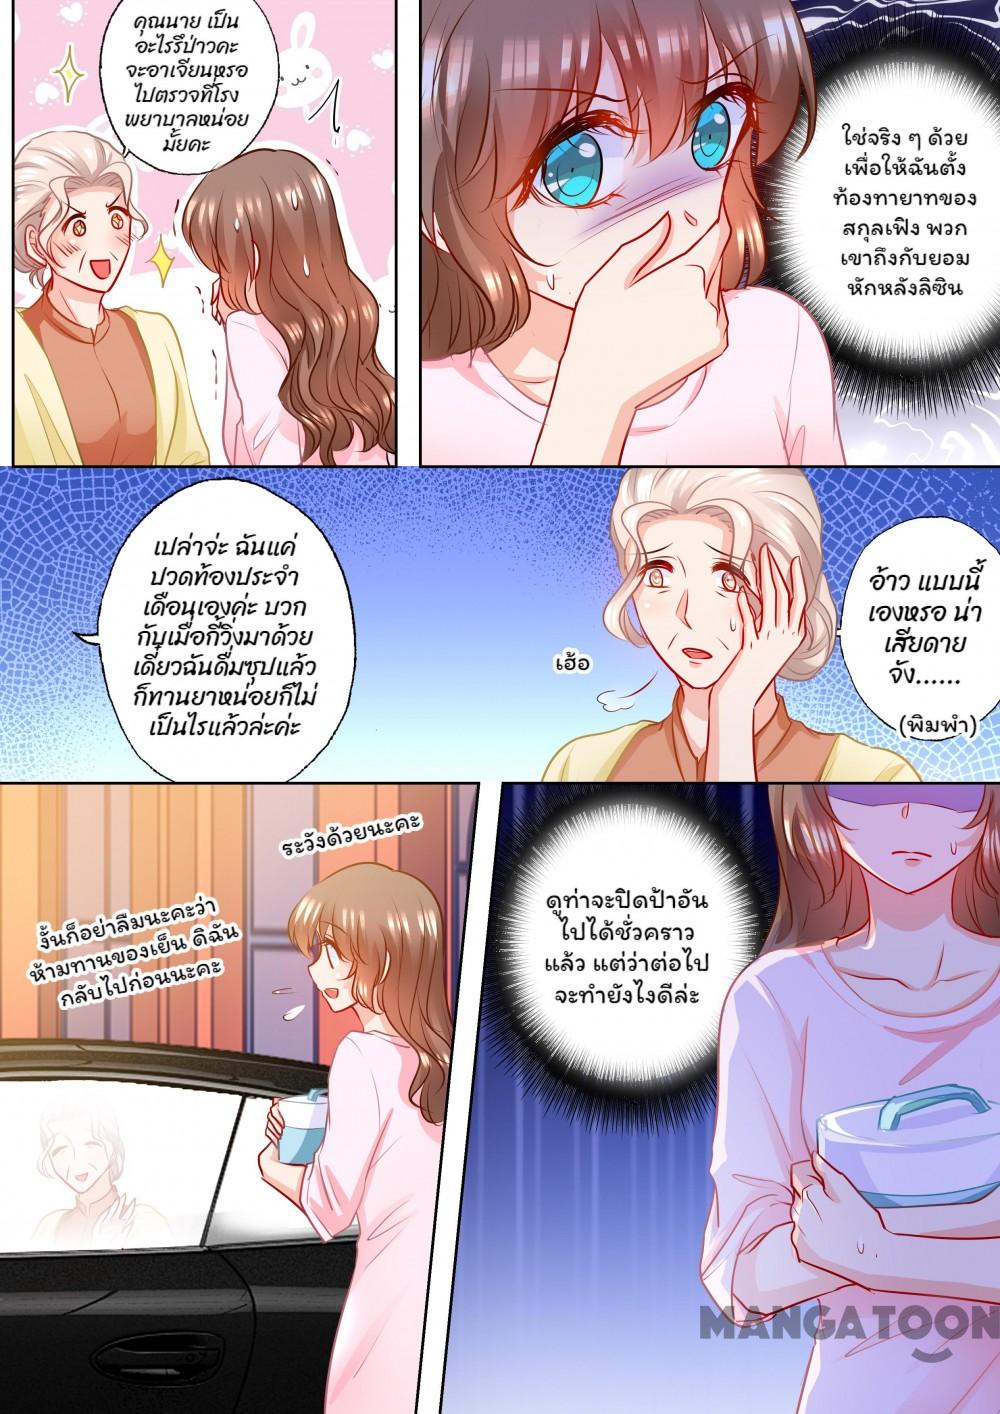 คุณนาย เป็น
อะไรรึป่าวคะ
จะอาเจียนหรอ
ไปตรวจที่โรง
พยาบาลหน่อย
มั้ยคะ
ใช่จริง ๆ ด้วย
เพื่อให้ฉันตั้ง
ท้องทายาทของ
สกุลเฟิง พวก
เขาถึงกับยอม
หักหลังลิซิน
เปล่าจ่ะ ฉันแค่
ปวดท้องประจำ
เดือนเองค่ะ บวก
กับเมื่อกี้วิ่งมาด้วย
เดี๋ยวฉันดื่มซุปแล้ว
ก็ทานยาหน่อยก็ไม่
เป็นไรแล้วล่ะค่ะ
เฮ้อ
อ้าว แบบนี้
เองหรอ น่า
เสียดาย
จัง......
(พิมพำ)
ระวังด้วยนะคะ
งั้นก็อย่าลืมนะคะว่า
ห้ามทานของเย็น ดิฉัน
กลับไปก่อนนะคะ
ดูท่าจะปิดป้าอัน
ไปได้ชั่วคราว
แล้ว แต่ว่าต่อไป
จะทำยังไงดีล่ะ
MANGATOON